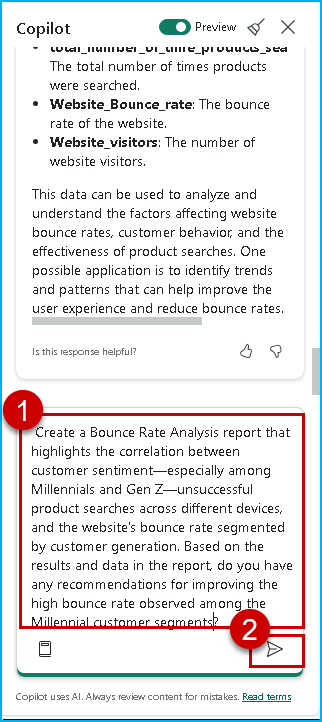 Copilot
Preview
total_number_of_time_products_sea
The total number of times products
were searched.
• Website_Bounce_rate: The bounce
rate of the website.
• Website_visitors: The number of
website visitors.
This data can be used to analyze and
understand the factors affecting website
bounce rates, customer behavior, and the
effectiveness of product searches. One
possible application is to identify trends
and patterns that can help improve the
user experience and reduce bounce rates.
Is this response helpful?
1
Create a Bounce Rate Analysis report that
highlights the correlation between
customer sentiment—especially among
Millennials and Gen Z—unsuccessful
product searches across different devices,
and the website's bounce rate segmented
by customer generation. Based on the
results and data in the report, do you have
any recommendations for improving the
high bounce rate observed among the
Millennial customer segments?
2
Copilot uses AI. Always review content for mistakes. Read terms